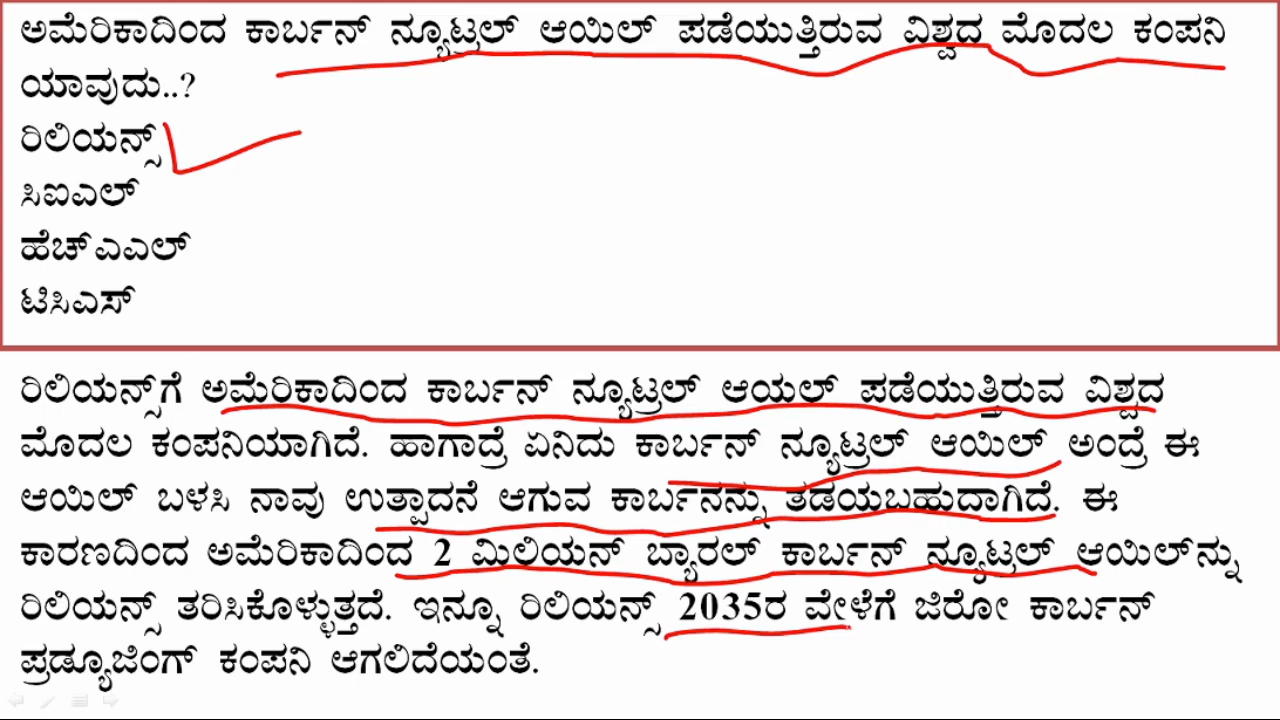 ಅಮೆರಿಕಾದಿಂದ ಕಾರ್ಬನ್ ನ್ಯೂಟ್ರಲ್ ಆಯಿಲ್ ಪಡೆಯುತ್ತಿರುವ ವಿಶ್ವದ ಮೊದಲ ಕಂಪನಿ
ಯಾವುದು..?
ರಿಲಿಯನ್ಸ್
ಸಿಐಎಲ್
ಹೆಚ್‌ಎಎಲ್
ಟಿಸಿಎಸ್
ರಿಲಿಯನ್ಸ್‌ಗೆ ಅಮೆರಿಕಾದಿಂದ ಕಾರ್ಬನ್ ನ್ಯೂಟ್ರಲ್ ಆಯಲ್ ಪಡೆಯುತ್ತಿರುವ ವಿಶ್ವದ
ಮೊದಲ ಕಂಪನಿಯಾಗಿದೆ. ಹಾಗಾದ್ರೆ ಏನಿದು ಕಾರ್ಬನ್ ನ್ಯೂಟ್ರಲ್ ಆಯಿಲ್ ಅಂದ್ರೆ ಈ
ಆಯಿಲ್ ಬಳಸಿ ನಾವು ಉತ್ಪಾದನೆ ಆಗುವ ಕಾರ್ಬನನ್ನು ತಡೆಯಬಹುದಾಗಿದೆ. ಈ
ಕಾರಣದಿಂದ ಅಮೆರಿಕಾದಿಂದ 2 ಮಿಲಿಯನ್ ಬ್ಯಾರಲ್ ಕಾರ್ಬನ್ ನ್ಯೂಟ್ರಲ್ ಆಯಿಲ್‌ನ್ನು
ರಿಲಿಯನ್ಸ್ ತರಿಸಿಕೊಳ್ಳುತ್ತದೆ. ಇನ್ನೂ ರಿಲಿಯನ್ಸ್ 2035ರ ವೇಳೆಗೆ ಜಿರೋ ಕಾರ್ಬನ್
ಪ್ರಡ್ಯೂಜಿಂಗ್ ಕಂಪನಿ ಆಗಲಿದೆಯಂತೆ.